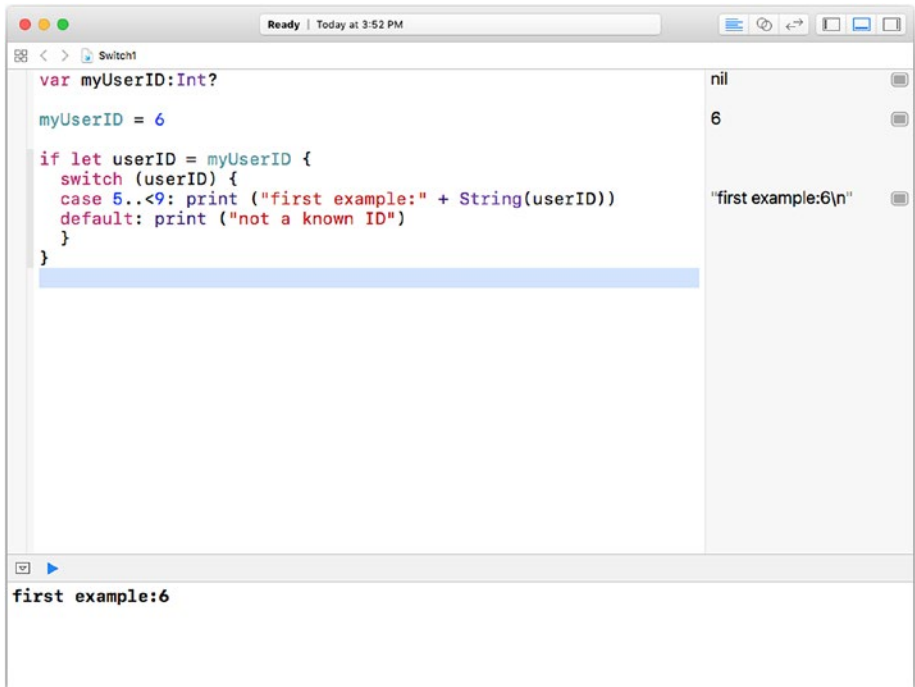 Ready | Today at 3:52 PM
Switch1
var myUserID:Int?
nil
myUserID = 6
6
if let userID = myUserID {
switch (userID) {
case 5..<9: print ("first example:" + String(userID))
"first example:6\n"
default: print ("not a known ID")
}
}
first example:6